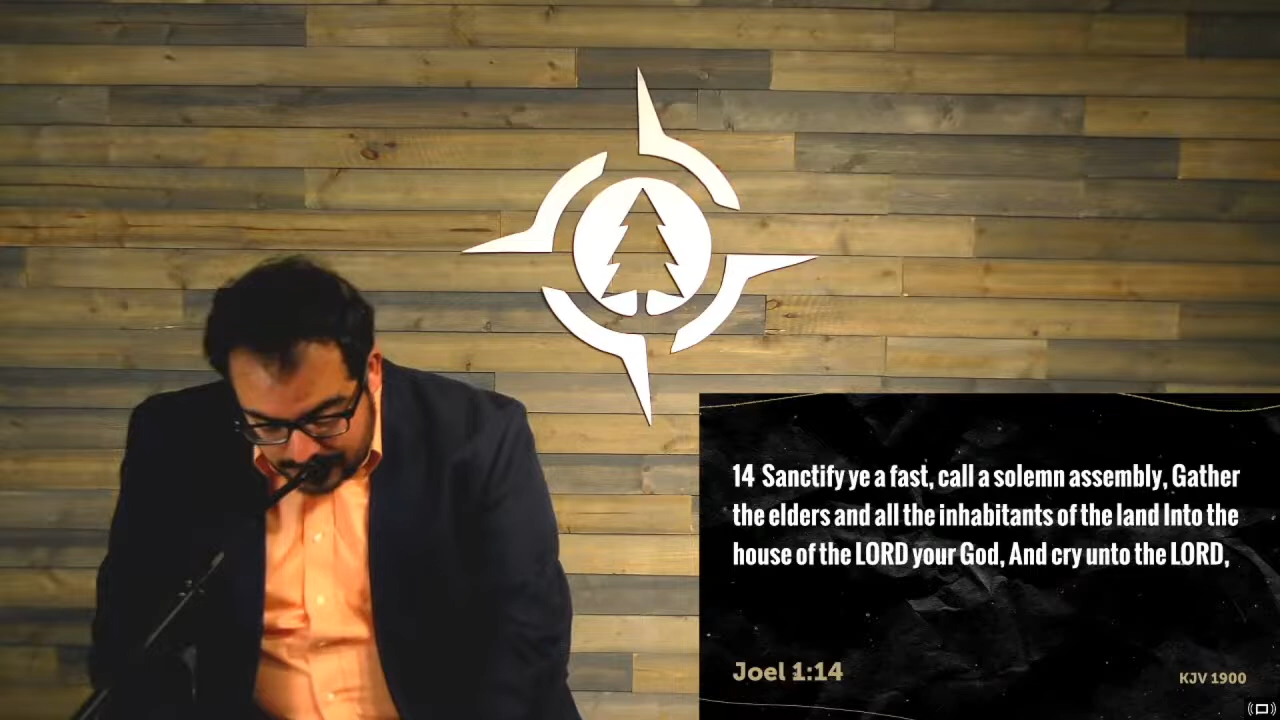 14 Sanctify ye a fast, call a solemn assembly, Gather
the elders and all the inhabitants of the land Into the
house of the LORD your God, And cry unto the LORD,
Joel 1:14
KJV 1900